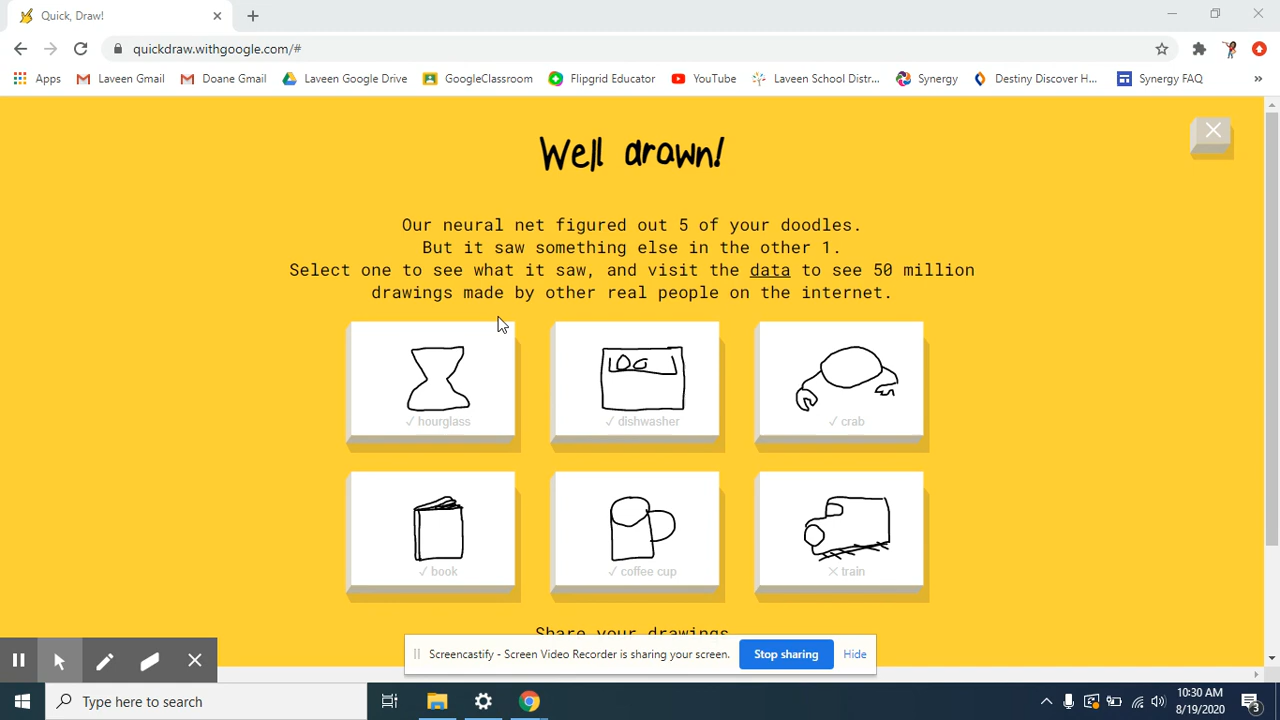 Quick, Draw!
quickdraw.withgoogle.com/#
Apps Laveen Gmail Doane Gmail Laveen Google Drive GoogleClassroom Flipgrid Educator YouTube Laveen School Distr... Synergy Destiny Discover H... Synergy FAQ »
Well drawn!
Our neural net figured out 5 of your doodles.
But it saw something else in the other 1.
Select one to see what it saw, and visit the data to see 50 million
drawings made by other real people on the internet.
✓ hourglass ✓ dishwasher ✓ crab
✓ book ✓ coffee cup ✕ train
Share your drawings
Screencastify - Screen Video Recorder is sharing your screen. Stop sharing Hide
Type here to search
10:30 AM
8/19/2020
3